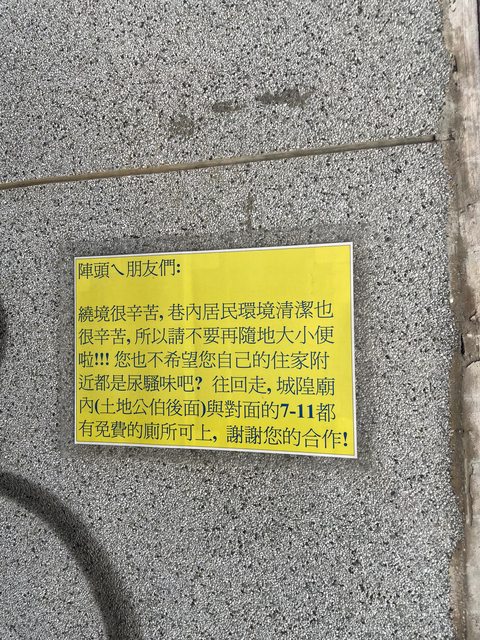 陣頭ㄟ朋友們:
繞境很辛苦, 巷內居民環境清潔也
很辛苦, 所以請不要再隨地大小便
啦!!! 您也不希望您自己的住家附
近都是尿騷味吧? 往回走, 城隍廟
內(土地公伯後面)與對面的7-11都
有免費的廁所可上, 謝謝您的合作!